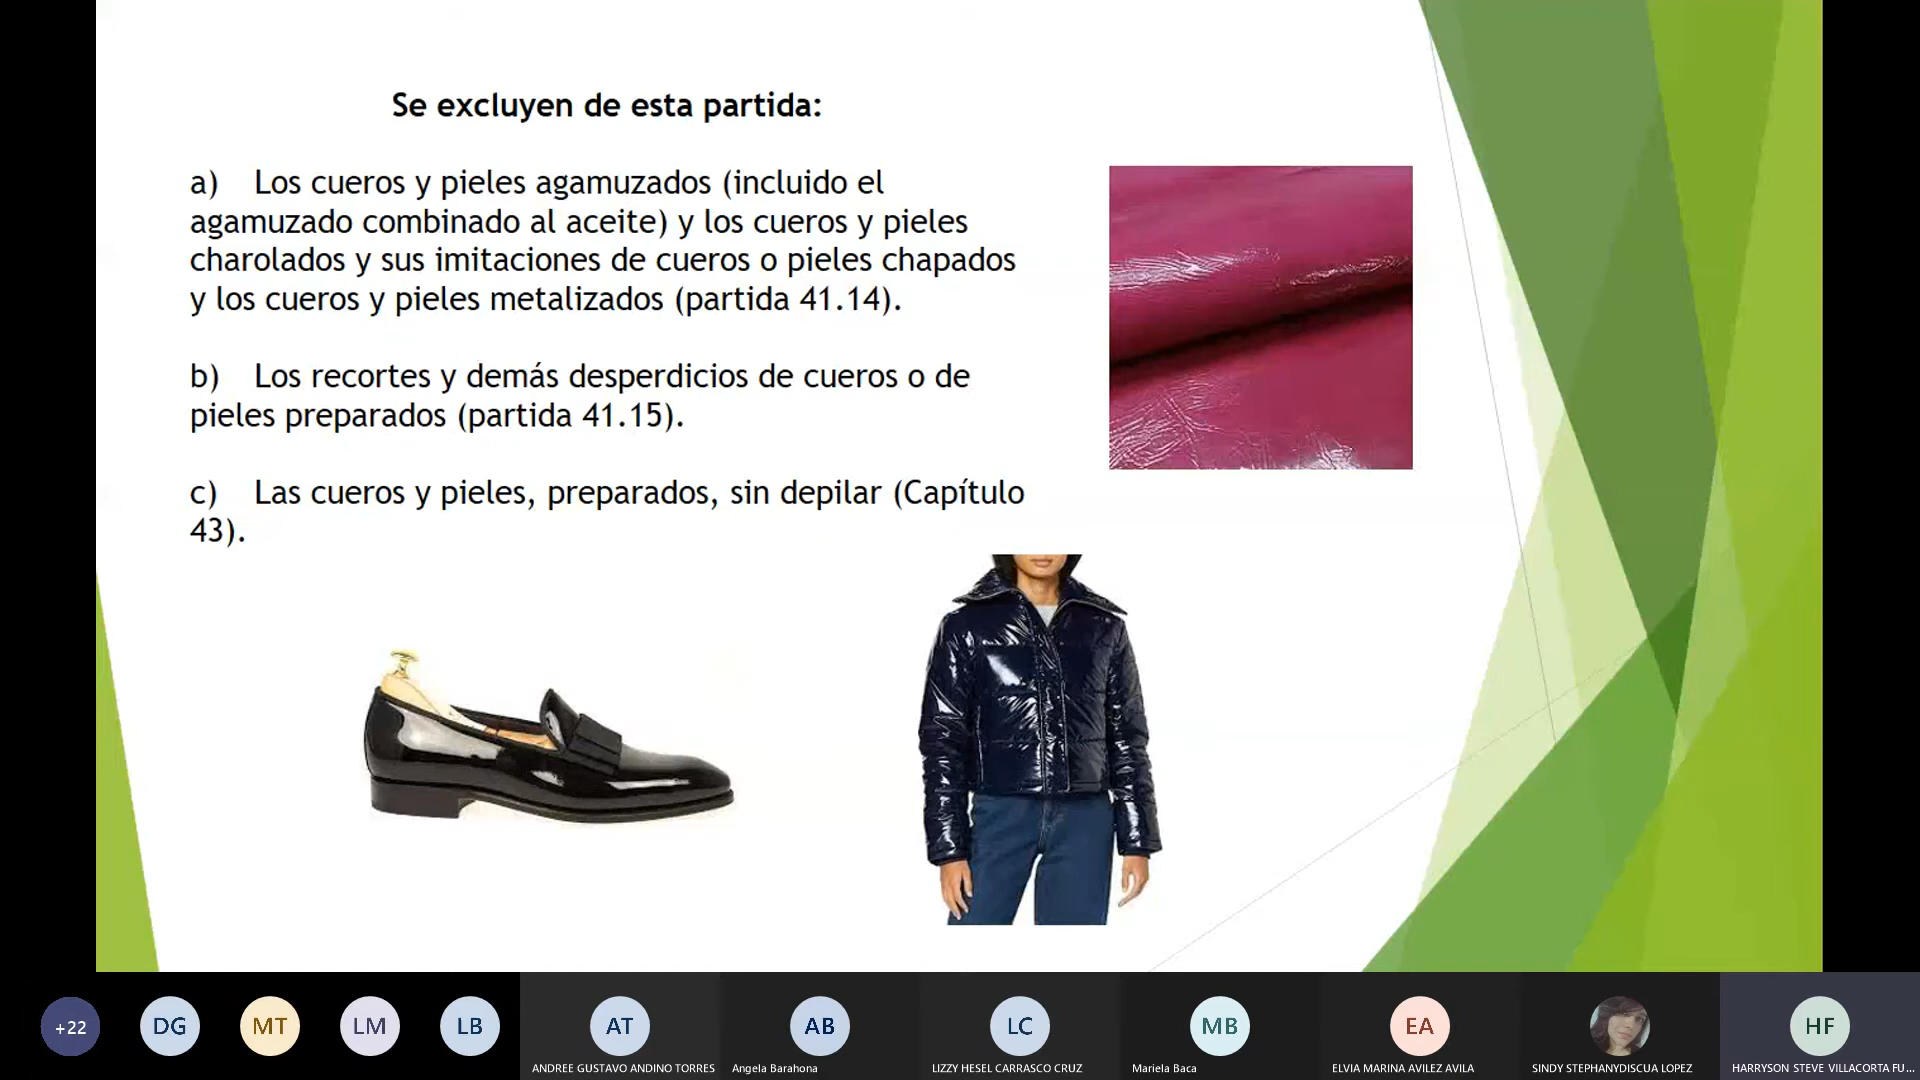 Se excluyen de esta partida:
a) Los cueros y pieles agamuzados (incluido el
agamuzado combinado al aceite) y los cueros y pieles
charolados y sus imitaciones de cueros o pieles chapados
y los cueros y pieles metalizados (partida 41.14).
b) Los recortes y demás desperdicios de cueros o de
pieles preparados (partida 41.15).
c) Las cueros y pieles, preparados, sin depilar (Capítulo
43).
+22
DG
MT
LM
LB
AT
AB
LC
MB
EA
HF
ANDREE GUSTAVO ANDINO TORRES
Angela Barahona
LIZZY HESEL CARRASCO CRUZ
Mariela Baca
ELVIA MARINA AVILEZ AVILA
SINDY STEPHANYDISCUA LOPEZ
HARRYSON STEVE VILLACORTA FU...